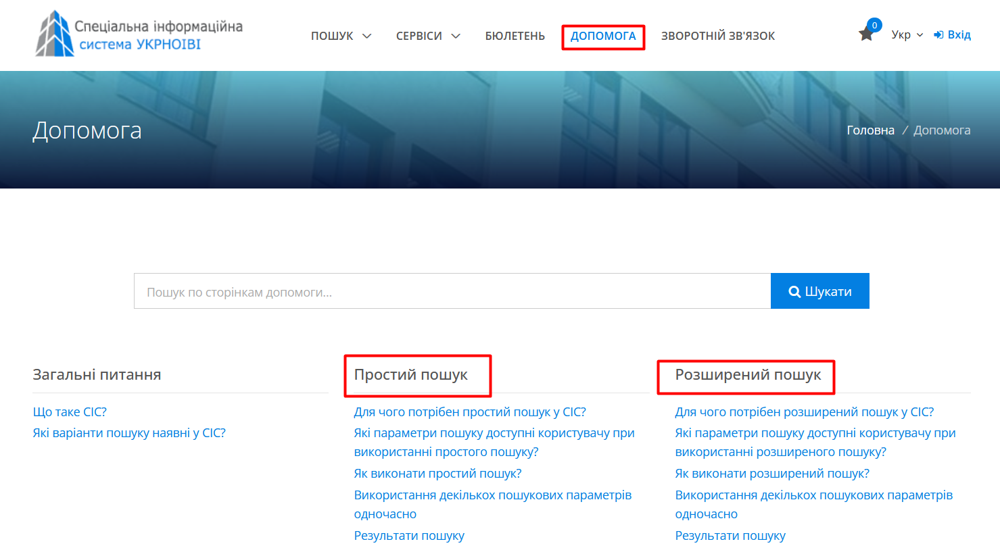 Спеціальна інформаційна
система УКРНОІВІ
ПОШУК
СЕРВІСИ
БЮЛЕТЕНЬ
ДОПОМОГА
ЗВОРОТНІЙ ЗВ'ЯЗОК
0
Укр
Вхід
Допомога
Головна / Допомога
Пошук по сторінкам допомоги...
Шукати
Загальні питання
Що таке СІС?
Які варіанти пошуку наявні у СІС?
Простий пошук
Для чого потрібен простий пошук у СІС?
Які параметри пошуку доступні користувачу при
використанні простого пошуку?
Як виконати простий пошук?
Використання декількох пошукових параметрів
одночасно
Результати пошуку
Розширений пошук
Для чого потрібен розширений пошук у СІС?
Які параметри пошуку доступні користувачу при
використанні розширеного пошуку?
Як виконати розширений пошук?
Використання декількох пошукових параметрів
одночасно
Результати пошуку